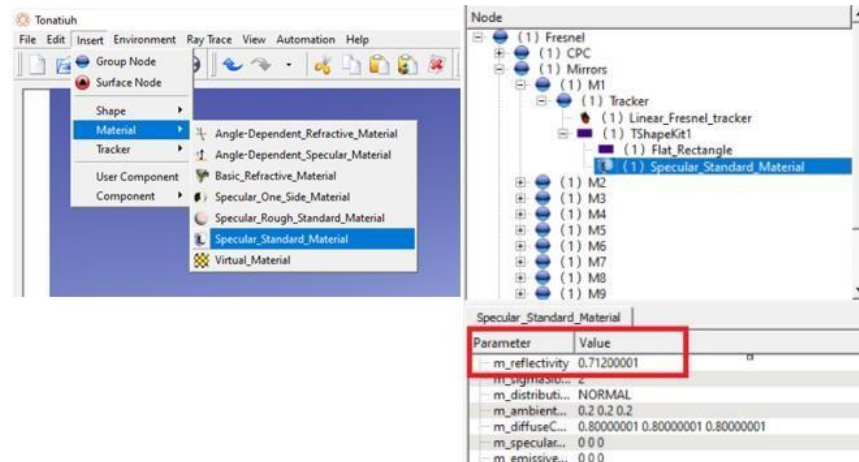 Tonatiuh
File Edit Insert Environment Ray Trace View Automation Help
Group Node
Surface Node
Shape
Material
Tracker
User Component
Component
Angle-Dependent_Refractive_Material
Angle-Dependent_Specular_Material
Basic_Refractive_Material
Specular_One_Side_Material
Specular_Rough_Standard_Material
Specular_Standard_Material
Virtual_Material
Node
(1) Fresnel
(1) CPC
(1) Mirrors
(1) M1
(1) Tracker
(1) Linear_Fresnel_tracker
(1) TShapeKit1
(1) Flat_Rectangle
(1) Specular_Standard_Material
(1) M2
(1) M3
(1) M4
(1) M5
(1) M6
(1) M7
(1) M8
(1) M9
Specular_Standard_Material
Parameter Value
m_reflectivity 0.71200001
m_sigmaSlo... 2
m_distributi... NORMAL
m_ambient... 0.2 0.2 0.2
m_diffuseC... 0.80000001 0.80000001 0.80000001
m_specular... 0 0 0
m_emissive... 0 0 0